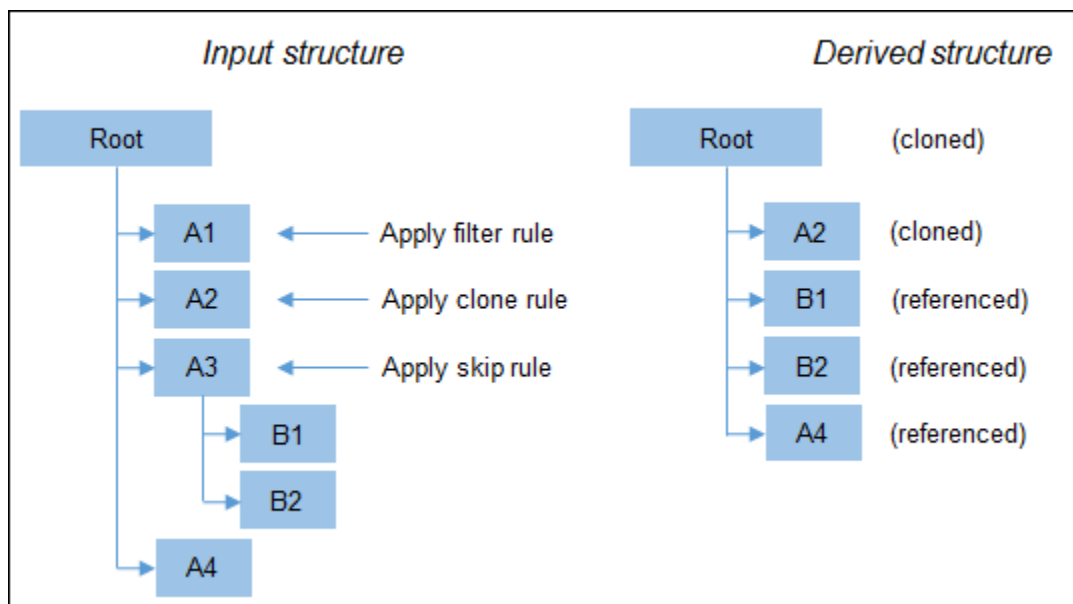 Input structure
Root
A1
Apply filter rule
A2
Apply clone rule
A3
Apply skip rule
B1
B2
A4
Derived structure
Root
(cloned)
A2
(cloned)
B1
(referenced)
B2
(referenced)
A4
(referenced)